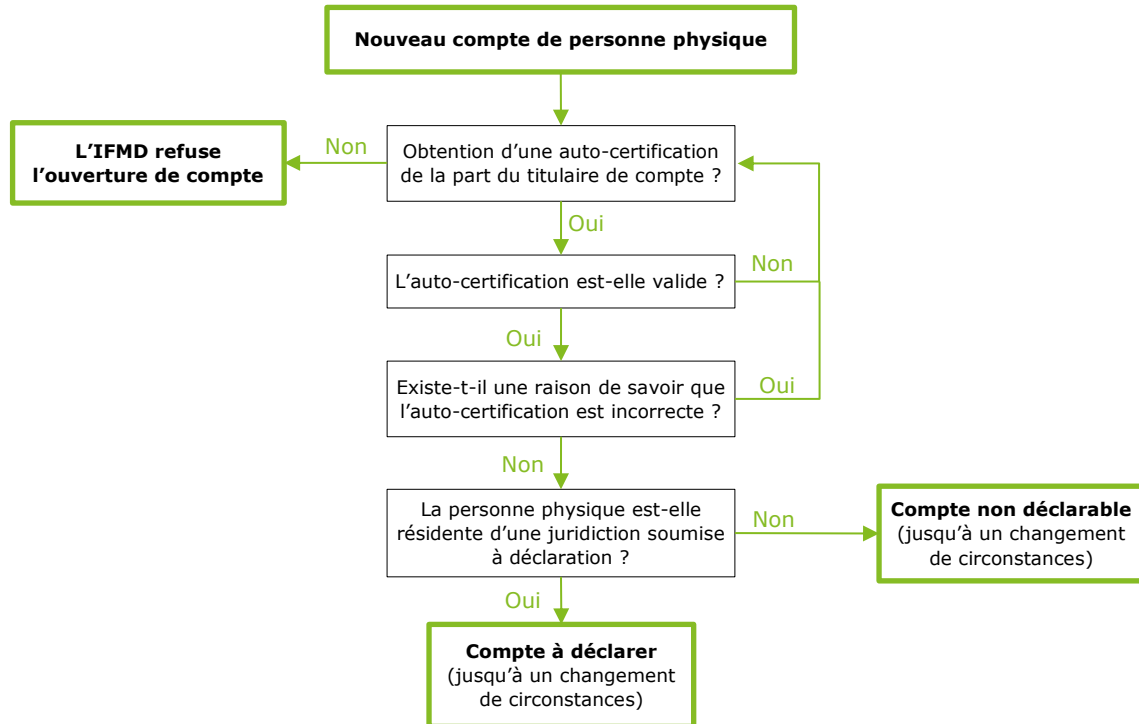 Nouveau compte de personne physique
L'IFMD refuse
l'ouverture de compte
Non
Obtention d'une auto-certification
de la part du titulaire de compte ?
Oui
L'auto-certification est-elle valide ?
Non
Oui
Existe-t-il une raison de savoir que
l'auto-certification est incorrecte ?
Oui
Non
La personne physique est-elle
résidente d'une juridiction soumise
à déclaration ?
Non
Compte non déclarable
(jusqu'à un changement
de circonstances)
Oui
Compte à déclarer
(jusqu'à un changement
de circonstances)